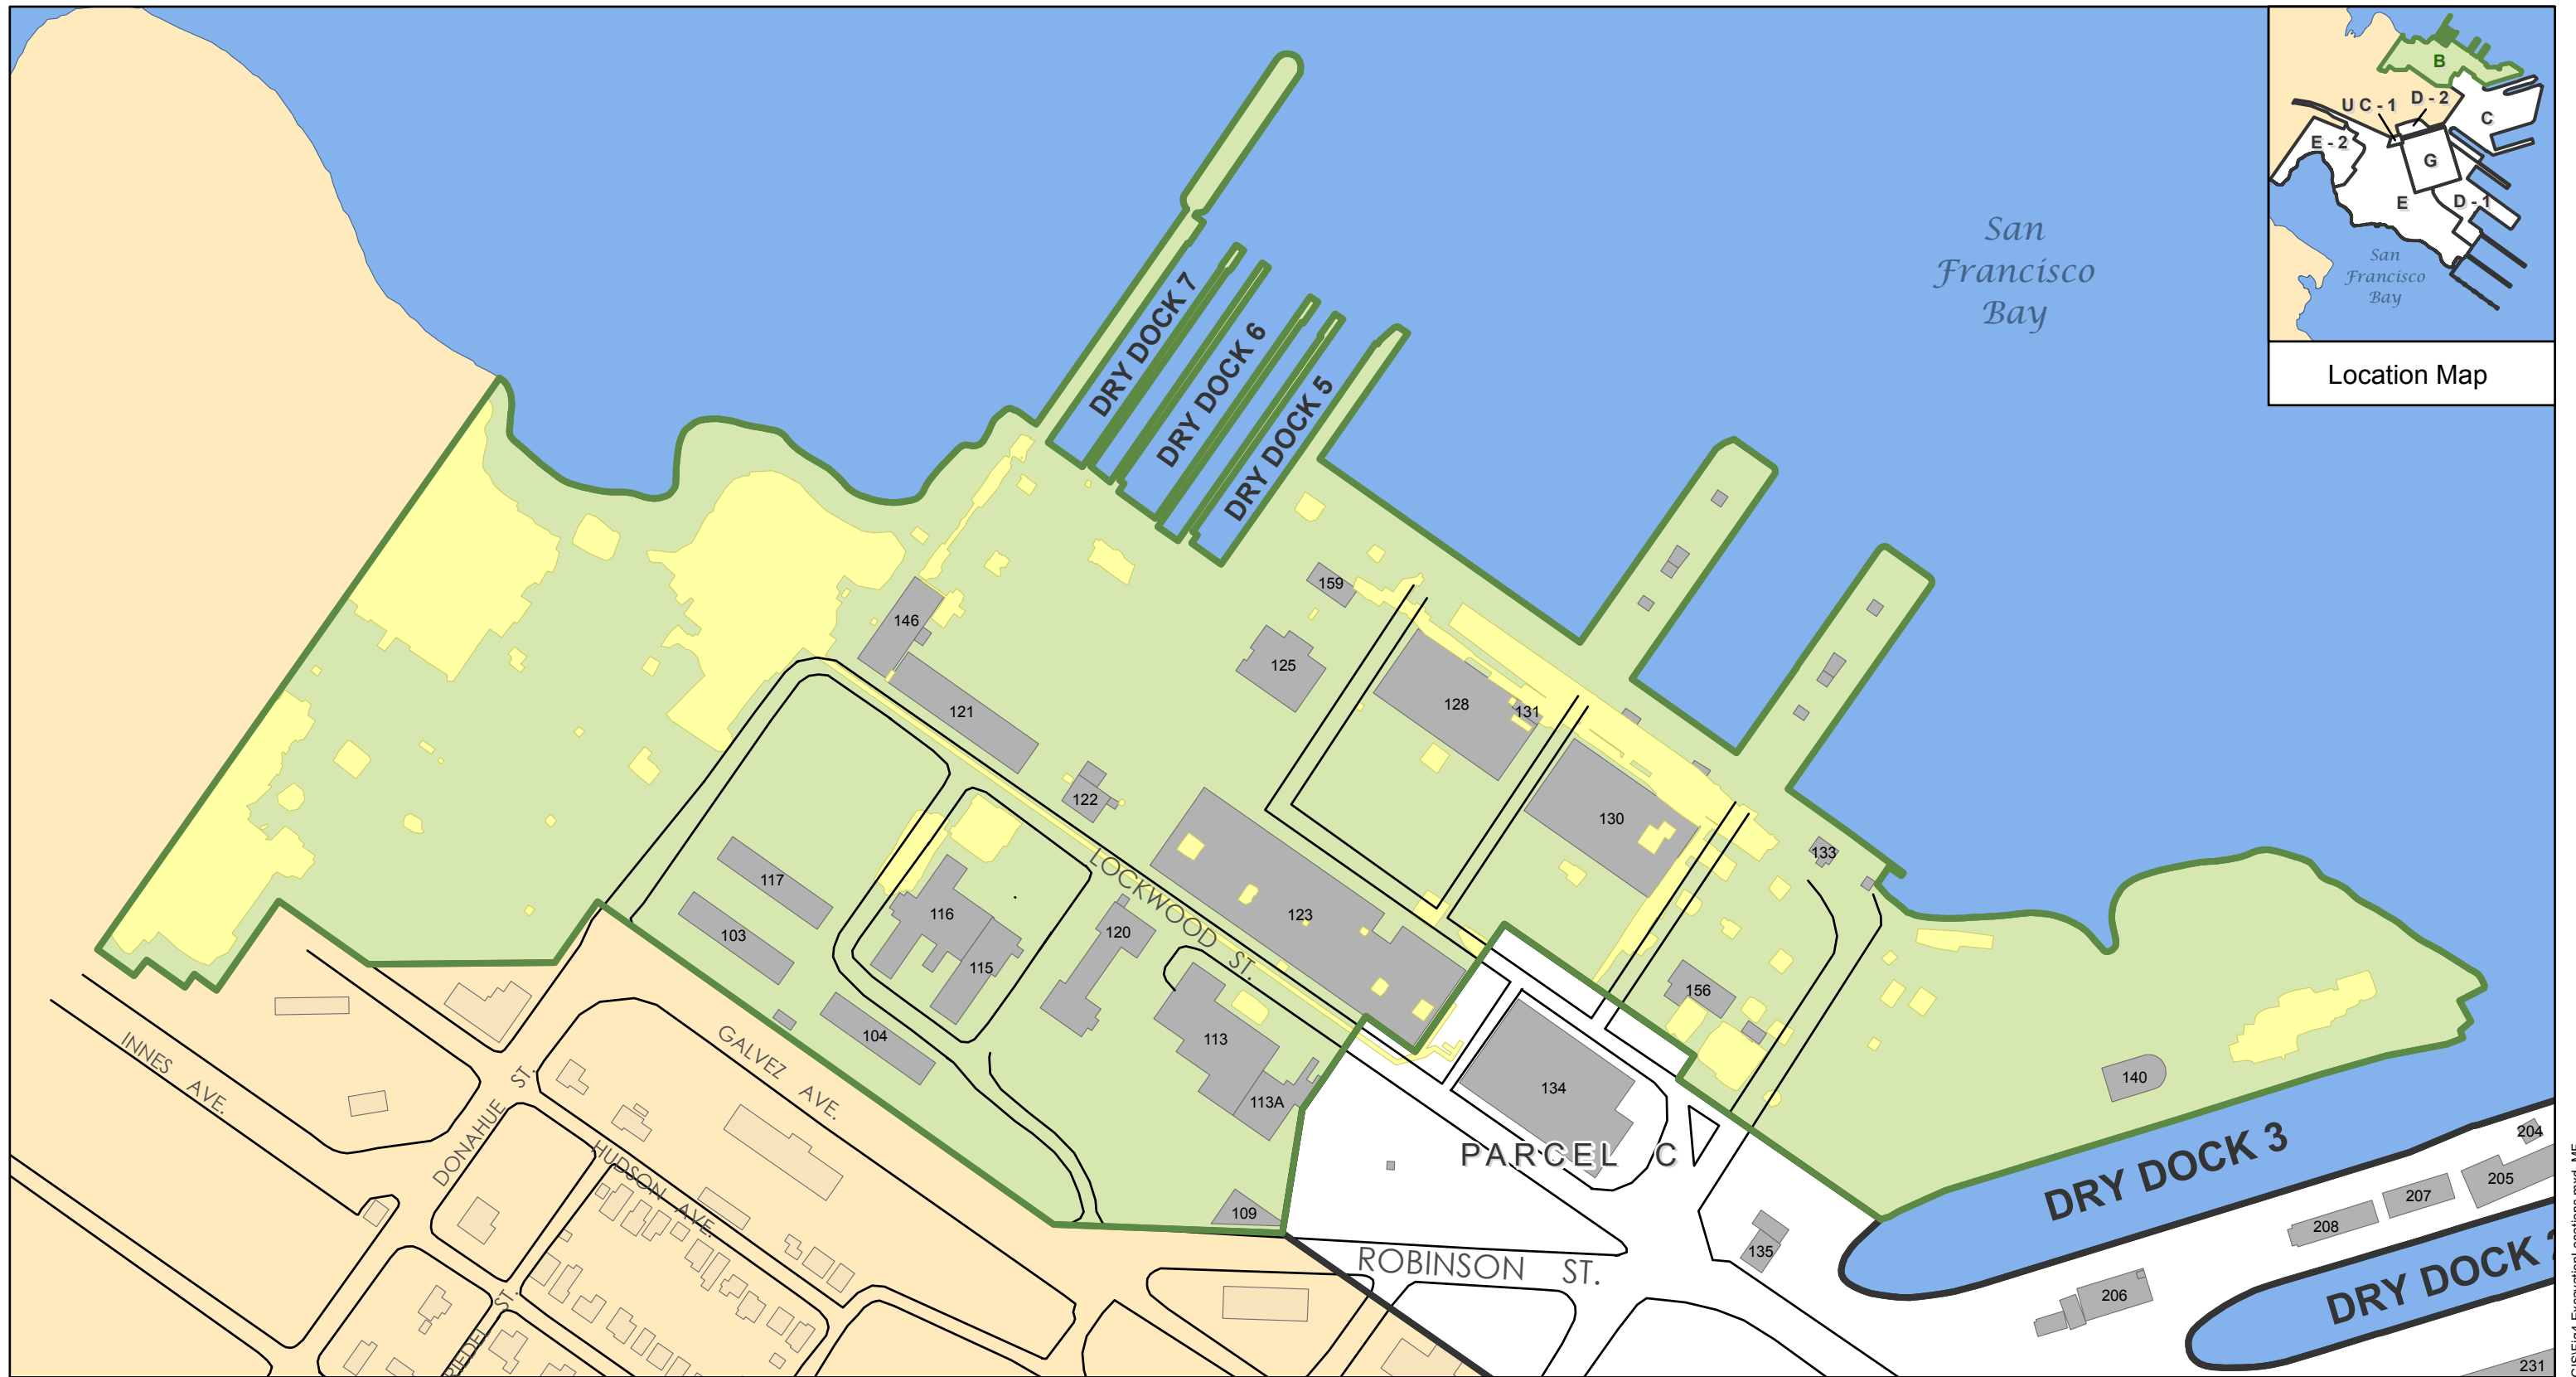 B
UC-1
D-2
C
E-2
G
E
D-1
San
Francisco
Bay
Location Map
San
Francisco
Bay
DRY DOCK 7
DRY DOCK 6
DRY DOCK 5
159
146
125
121
128
131
122
130
133
117
116
123
103
120
115
156
LOCKWOOD ST.
104
113
113A
134
140
109
PARCEL C
135
INNES AVE.
DONAHUE ST.
GALVEZ AVE.
HUDSON AVE.
ST.
ROBINSON ST.
DRY DOCK 3
204
205
207
208
206
DRY DOCK
231